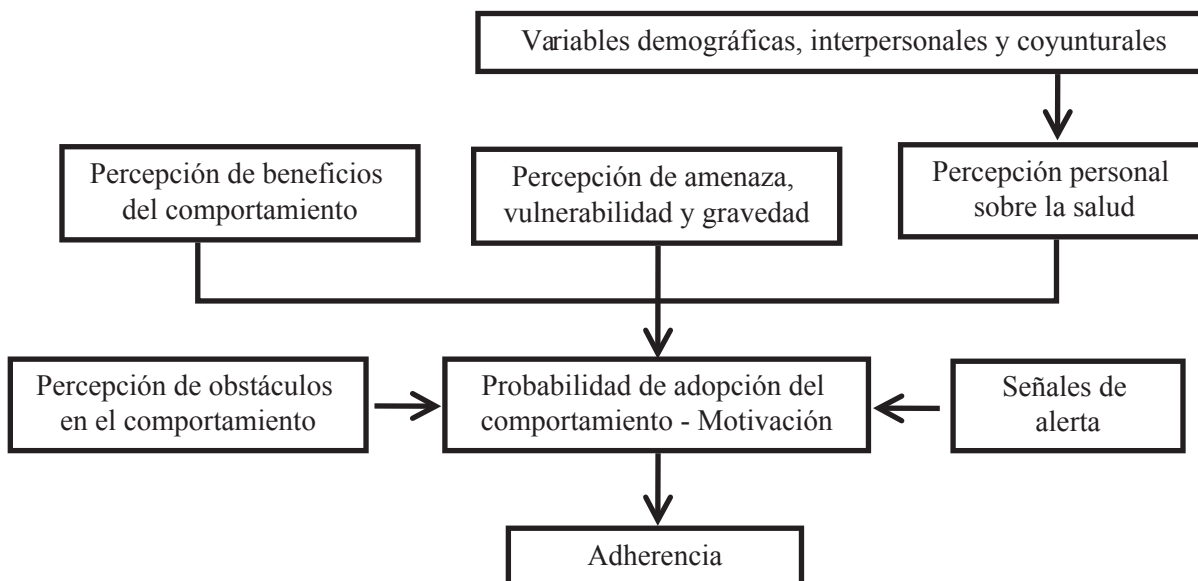 Variables demográficas, interpersonales y coyunturales
Percepción de beneficios
del comportamiento
Percepción de amenaza,
vulnerabilidad y gravedad
Percepción personal
sobre la salud
Percepción de obstáculos
en el comportamiento
Probabilidad de adopción del
comportamiento - Motivación
Señales de
alerta
Adherencia